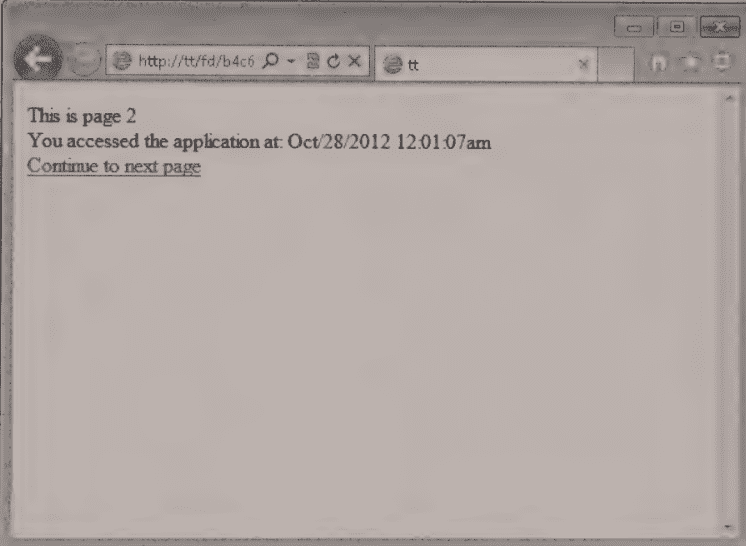 http://tt/fd/b4c6
tt
This is page 2
You accessed the application at: Oct/28/2012 12:01:07am
Continue to next page